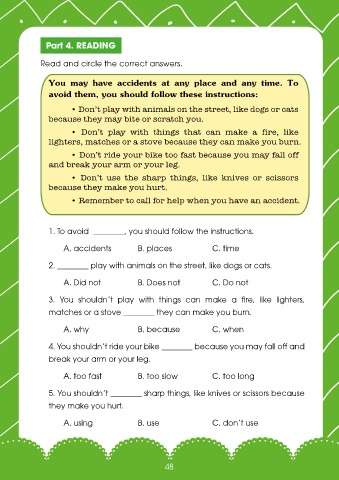 Part 4. READING
Read and circle the correct answers.
You may have accidents at any place and any time. To
avoid them, you should follow these instructions:
• Don't play with animals on the street, like dogs or cats
because they may bite or scratch you.
• Don't play with things that can make a fire, like
lighters, matches or a stove because they can make you burn.
• Don't ride your bike too fast because you may fall off
and break your arm or your leg.
• Don't use the sharp things, like knives or scissors
because they make you hurt.
• Remember to call for help when you have an accident.
1. To avoid ________, you should follow the instructions.
A. accidents B. places C. time
2. ________ play with animals on the street, like dogs or cats.
A. Did not B. Does not C. Do not
3. You shouldn't play with things can make a fire, like lighters,
matches or a stove ________ they can make you burn.
A. why B. because C. when
4. You shouldn't ride your bike ________ because you may fall off and
break your arm or your leg.
A. too fast B. too slow C. too long
5. You shouldn't ________ sharp things, like knives or scissors because
they make you hurt.
A. using B. use C. don't use
48